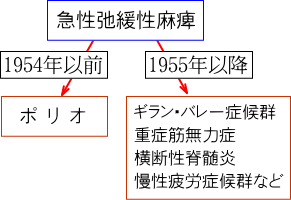 急性弛緩性麻痺
1954年以前
1955年以降
ポリオ
ギラン・バレー症候群
重症筋無力症
横断性脊髄炎
慢性疲労症候群など